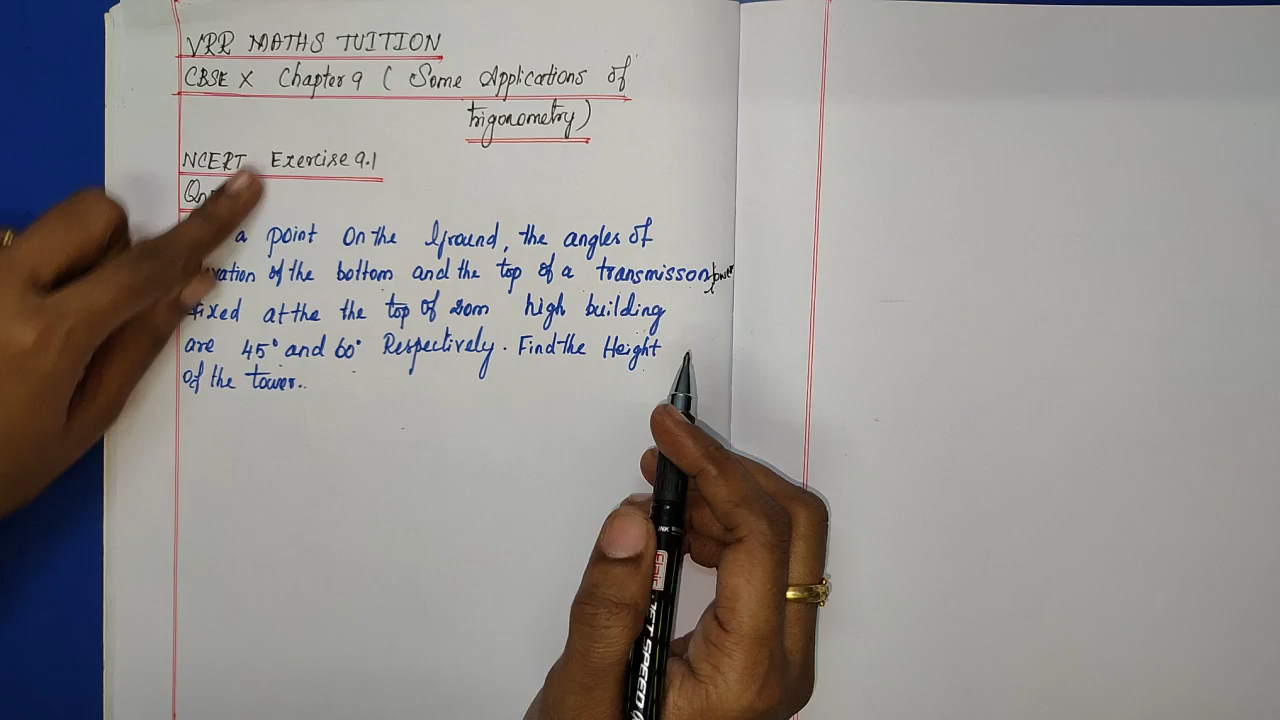 VRR MATHS TUITION
CBSE X Chapter 9 ( Some Applications of
trigonometry )
NCERT Exercise 9.1
a point on the Ground, the angles of
of the bottom and the top of a transmisson tower
fixed at the the top of 20m high building
are 45° and 60° Respectively. Find the Height
of the tower.